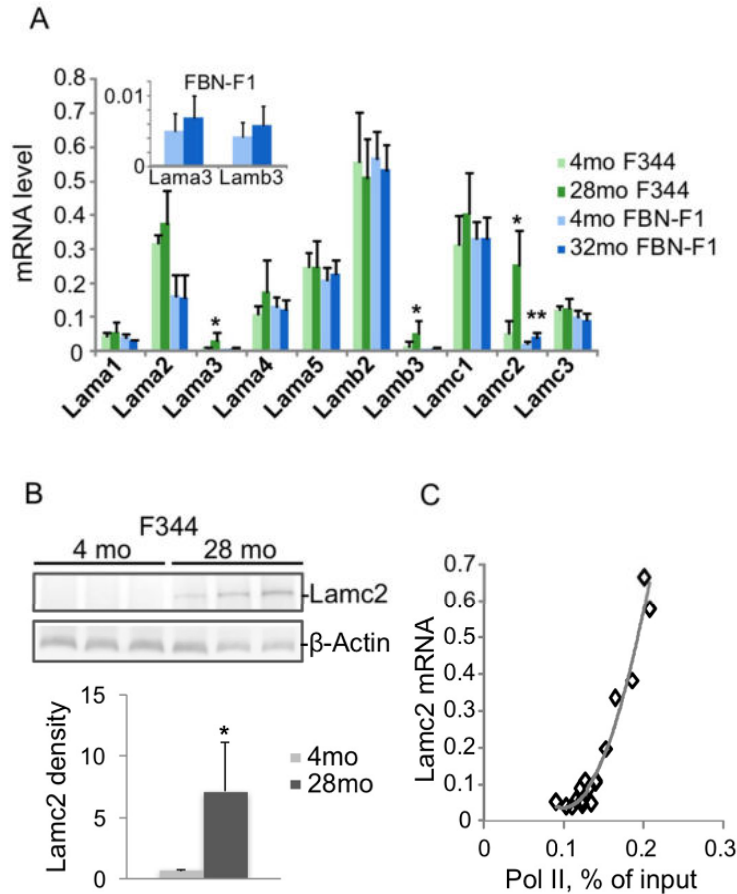 A
0.8
0.7
0.6
0.5
0.4
0.3
0.2
0.1
0
mRNA level
FBN-F1
0.01
0
Lama3 Lamb3
* * * **
Lama1 Lama2 Lama3 Lama4 Lama5 Lamb2 Lamb3 Lamc1 Lamc2 Lamc3
4mo F344
28mo F344
4mo FBN-F1
32mo FBN-F1
B
F344
4 mo 28 mo
-Lamc2
-β-Actin
15
10
5
0
Lamc2 density
*
4mo
28mo
C
0.7
0.6
0.5
0.4
0.3
0.2
0.1
0
Lamc2 mRNA
0 0.1 0.2 0.3
Pol II, % of input